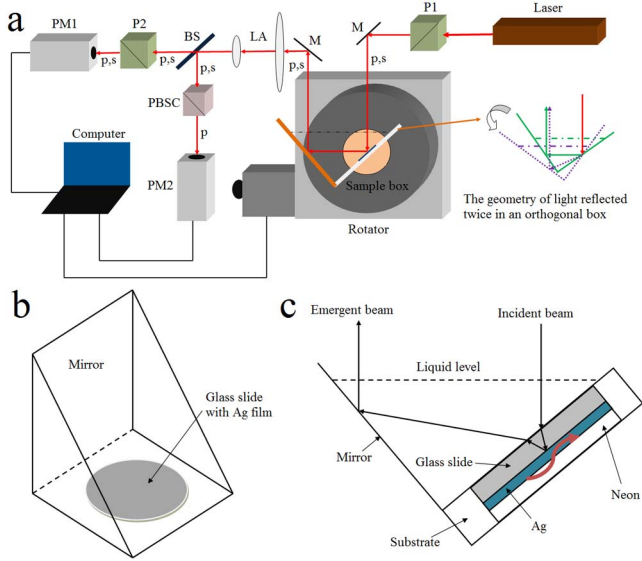 a
PM1
P2
BS
LA
M
M
P1
Laser
p,s
p,s
p,s
p,s
p,s
PBSC
p
Computer
PM2
Sample box
Rotator
The geometry of light reflected
twice in an orthogonal box
b
Mirror
Glass slide
with Ag film
c
Emergent beam
Incident beam
Liquid level
Mirror
Glass slide
Neon
Ag
Substrate